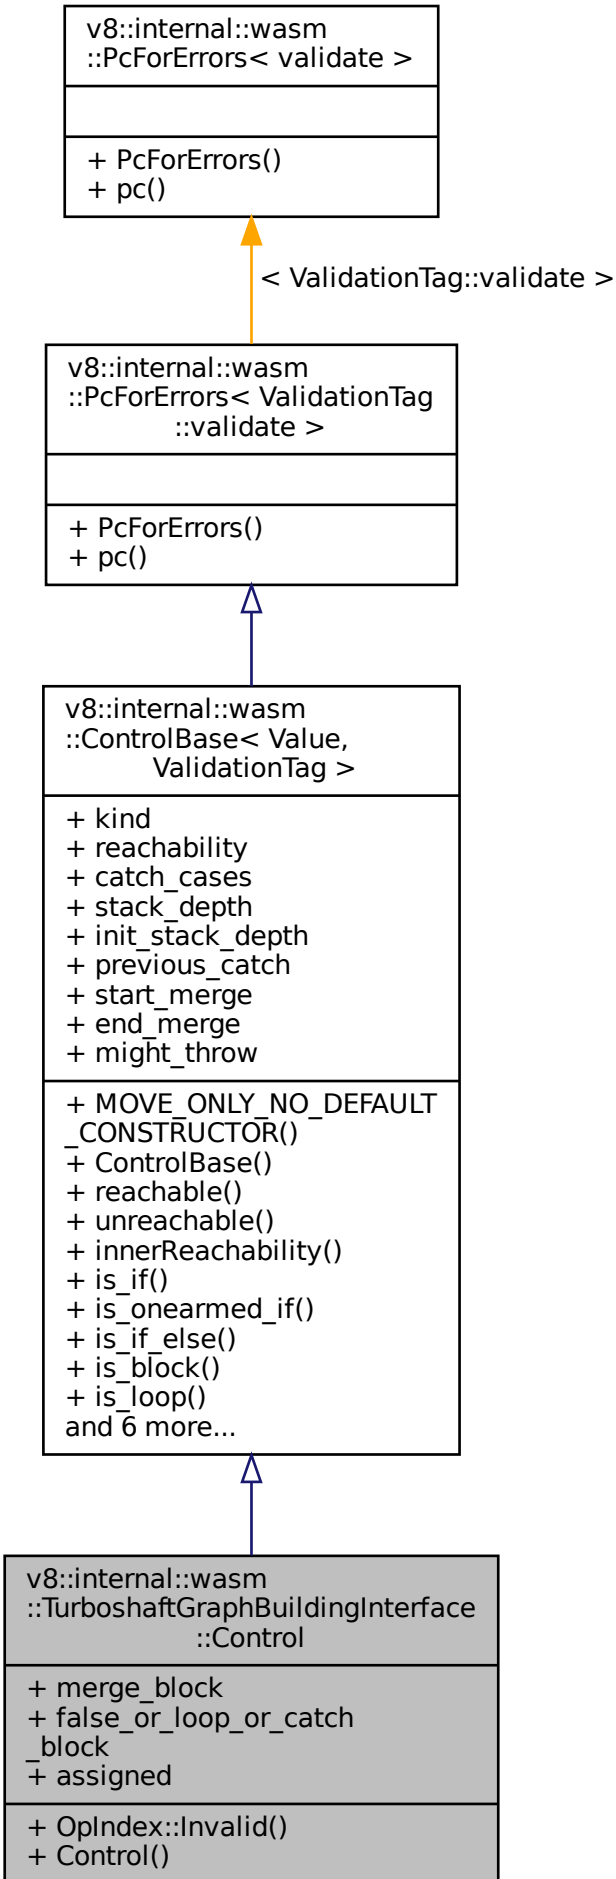 v8::internal::wasm
::PcForErrors< validate >
+ PcForErrors()
+ pc()
< ValidationTag::validate >
v8::internal::wasm
::PcForErrors< ValidationTag
::validate >
+ PcForErrors()
+ pc()
v8::internal::wasm
::ControlBase< Value,
ValidationTag >
+ kind
+ reachability
+ catch_cases
+ stack_depth
+ init_stack_depth
+ previous_catch
+ start_merge
+ end_merge
+ might_throw
+ MOVE_ONLY_NO_DEFAULT
_CONSTRUCTOR()
+ ControlBase()
+ reachable()
+ unreachable()
+ innerReachability()
+ is_if()
+ is_onearmed_if()
+ is_if_else()
+ is_block()
+ is_loop()
and 6 more...
v8::internal::wasm
::TurboshaftGraphBuildingInterface
::Control
+ merge_block
+ false_or_loop_or_catch
_block
+ assigned
+ OpIndex::Invalid()
+ Control()